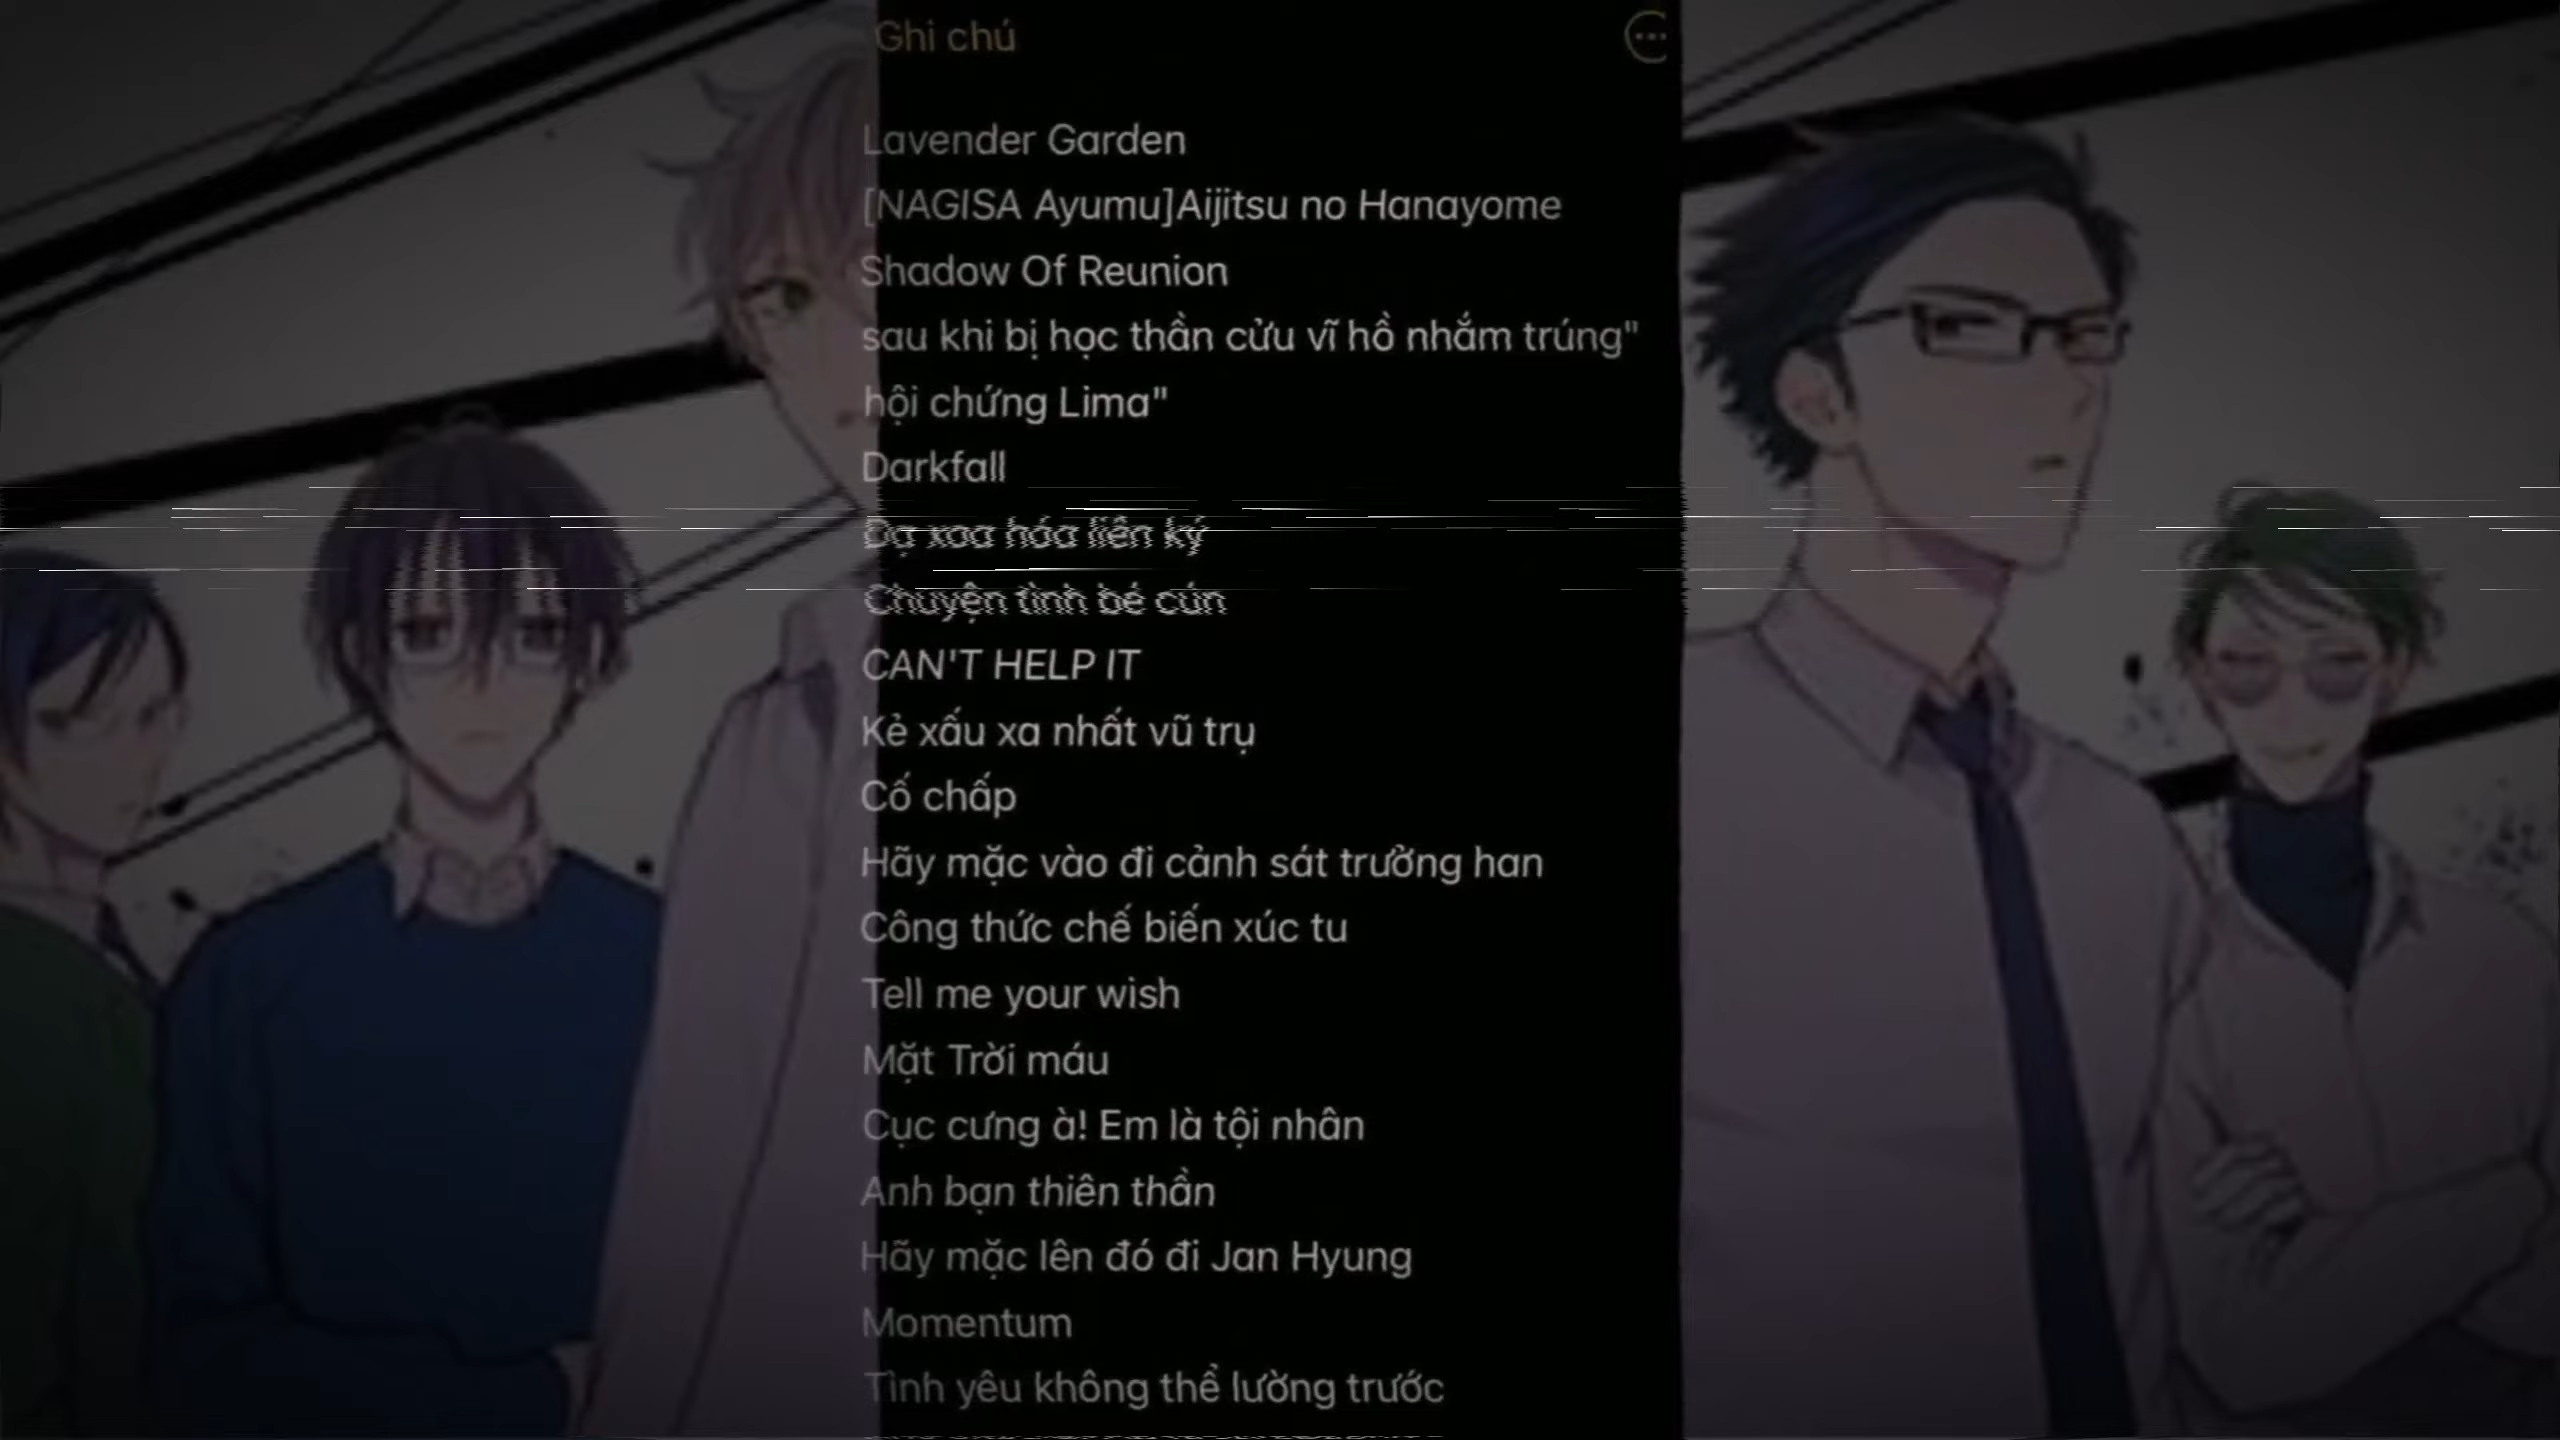 Ghi chú
Lavender Garden
[NAGISA Ayumu]Aijitsu no Hanayome
Shadow Of Reunion
sau khi bị học thần cửu vĩ hồ nhắm trúng"
hội chứng Lima"
Darkfall
Dạ xoa hóa liên ký
Chuyện tình bé cún
CAN'T HELP IT
Kẻ xấu xa nhất vũ trụ
Cố chấp
Hãy mặc vào đi cảnh sát trưởng han
Công thức chế biến xúc tu
Tell me your wish
Mặt Trời máu
Cục cưng à! Em là tội nhân
Anh bạn thiên thần
Hãy mặc lên đó đi Jan Hyung
Momentum
Tình yêu không thể lường trước